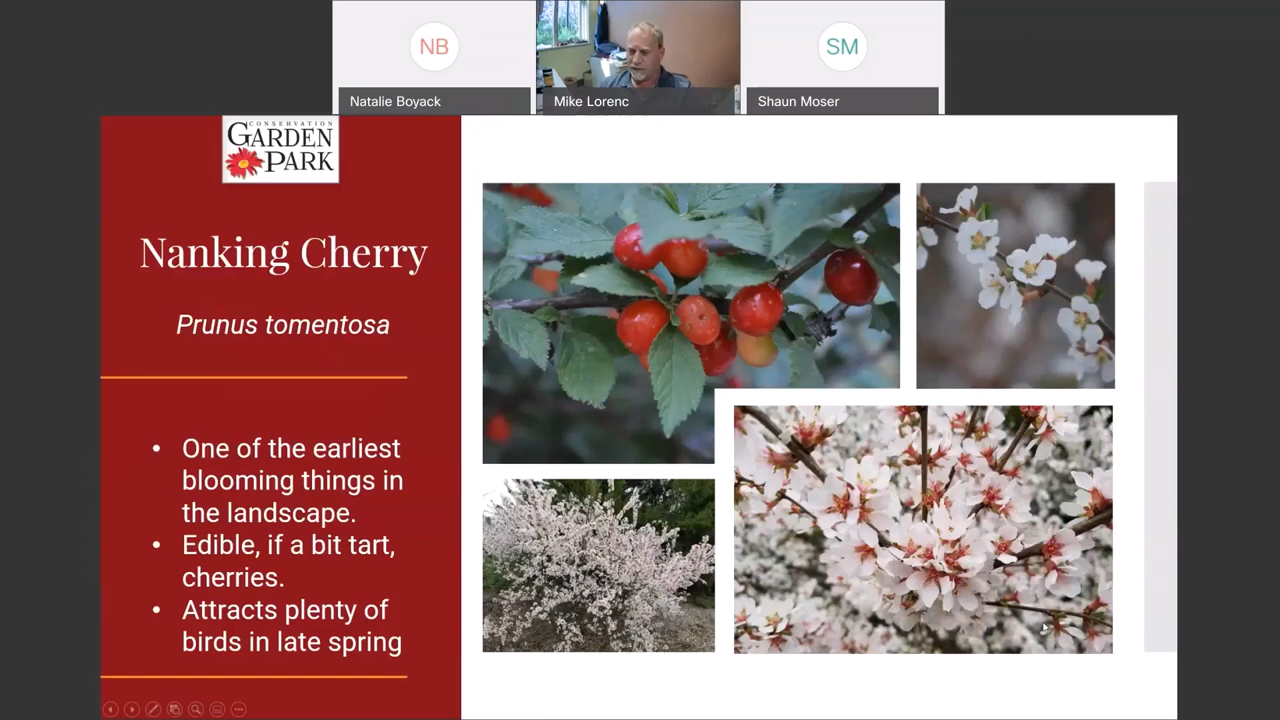 NB
SM
Natalie Boyack
Mike Lorenc
Shaun Moser
CONSERVATION
GARDEN
PARK
Nanking Cherry
Prunus tomentosa
• One of the earliest
blooming things in
the landscape.
• Edible, if a bit tart,
cherries.
• Attracts plenty of
birds in late spring